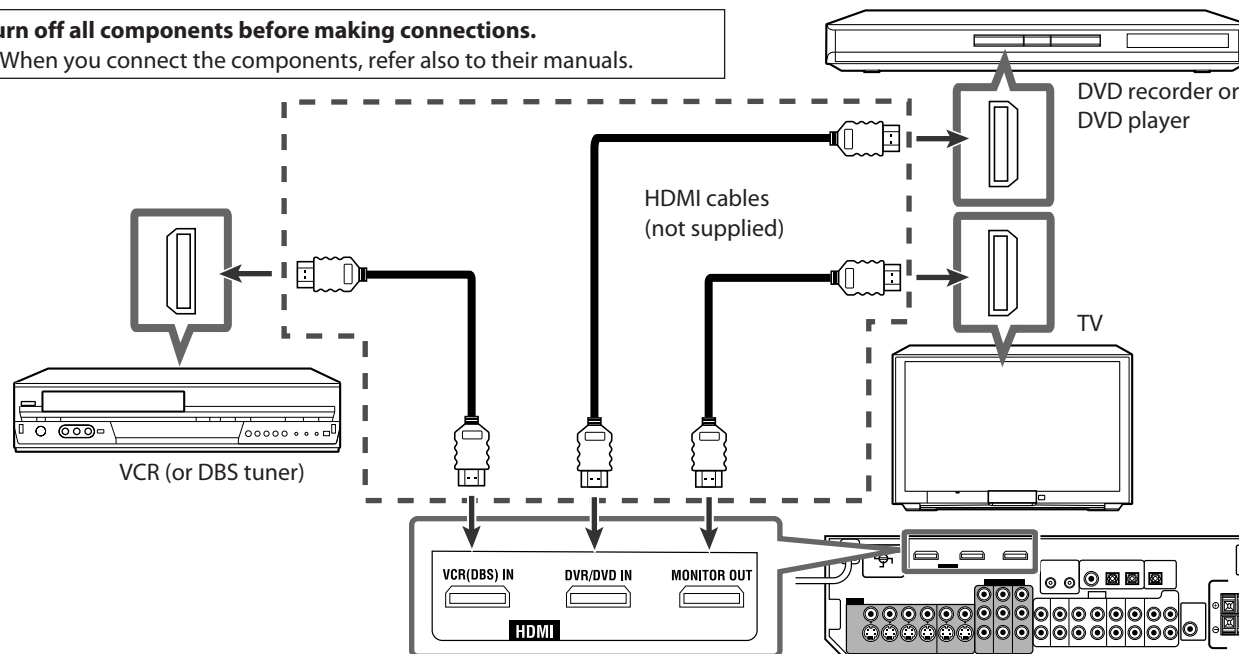 urn off all components before making connections.
When you connect the components, refer also to their manuals.
DVD recorder or
DVD player
HDMI cables
(not supplied)
TV
VCR (or DBS tuner)
VCR(DBS) IN
DVR/DVD IN
MONITOR OUT
HDMI